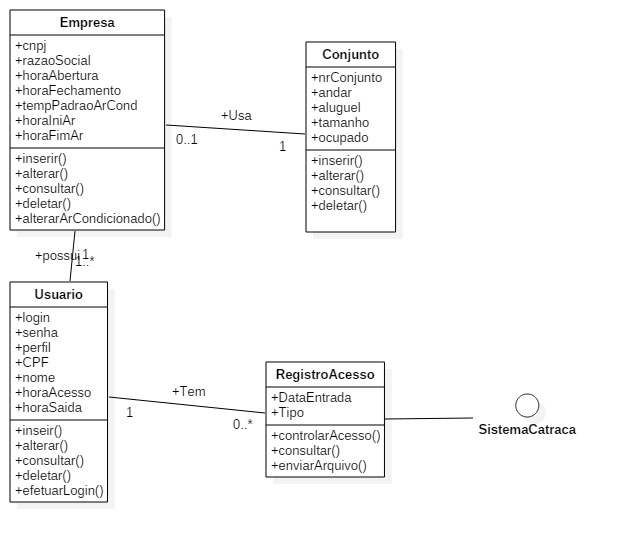 Empresa
+cnpj
+razaoSocial
+horaAbertura
+horaFechamento
+tempPadraoArCond
+horaIniAr
+horaFimAr
+inserir()
+alterar()
+consultar()
+deletar()
+alterarArCondicionado()
+Usa
0..1
1
Conjunto
+nrConjunto
+andar
+aluguel
+tamanho
+ocupado
+inserir()
+alterar()
+consultar()
+deletar()
+possui
1
1..*
Usuario
+login
+senha
+perfil
+CPF
+nome
+horaAcesso
+horaSaida
+inseir()
+alterar()
+consultar()
+deletar()
+efetuarLogin()
+Tem
1
0..*
RegistroAcesso
+DataEntrada
+Tipo
+controlarAcesso()
+consultar()
+enviarArquivo()
SistemaCatraca